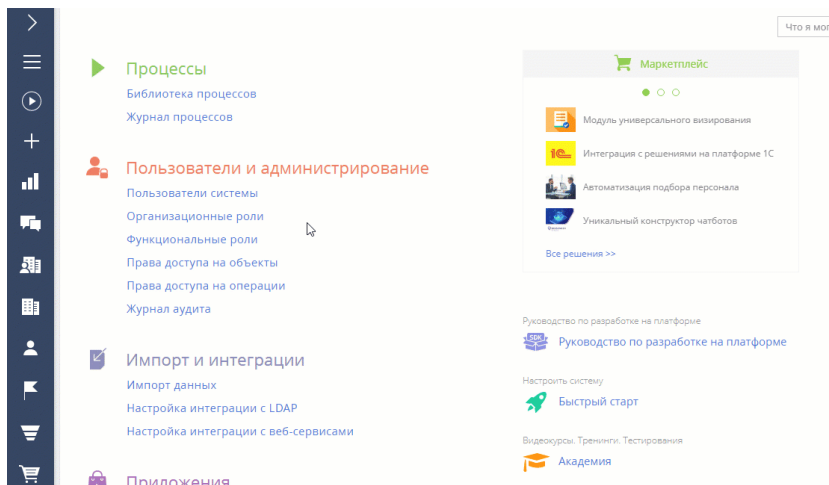 Что я мог
Процессы
Библиотека процессов
Журнал процессов
Пользователи и администрирование
Пользователи системы
Организационные роли
Функциональные роли
Права доступа на объекты
Права доступа на операции
Журнал аудита
Импорт и интеграции
Импорт данных
Настройка интеграции с LDAP
Настройка интеграции с веб-сервисами
Приложения
Маркетплейс
Модуль универсального визирования
1С
Интеграция с решениями на платформе 1С
Автоматизация подбора персонала
Уникальный конструктор чатботов
Все решения >>
Руководство по разработке на платформе
SDK
Руководство по разработке на платформе
Настроить систему
Быстрый старт
Видеокурсы. Тренинги. Тестирования
Академия